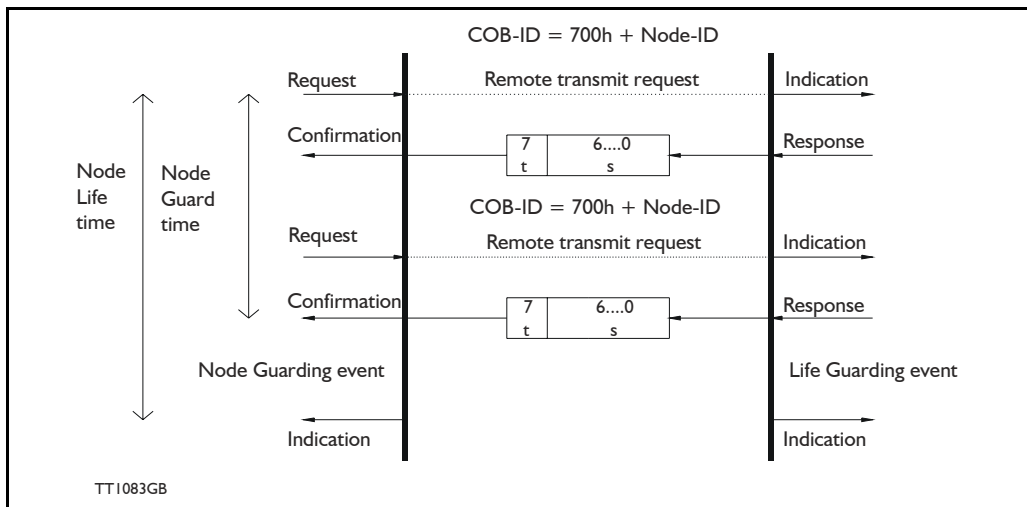 COB-ID = 700h + Node-ID
Request
Remote transmit request
Indication
Confirmation
7
6....0
t
s
Response
Node
Life
time
Node
Guard
time
COB-ID = 700h + Node-ID
Request
Remote transmit request
Indication
Confirmation
7
6....0
t
s
Response
Node Guarding event
Life Guarding event
Indication
Indication
TT1083GB